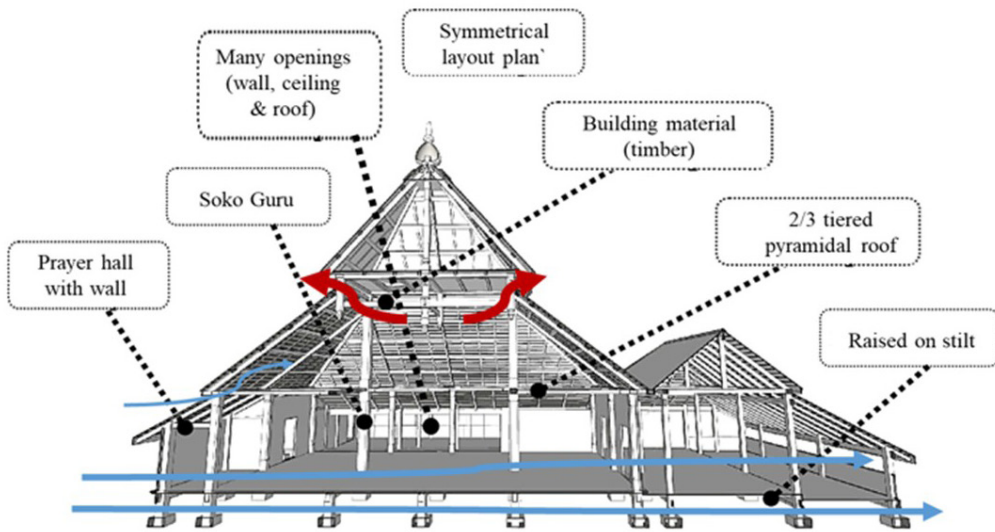 Symmetrical
layout plan`
Many openings
(wall, ceiling
& roof)
Building material
(timber)
Soko Guru
2/3 tiered
pyramidal roof
Prayer hall
with wall
Raised on stilt